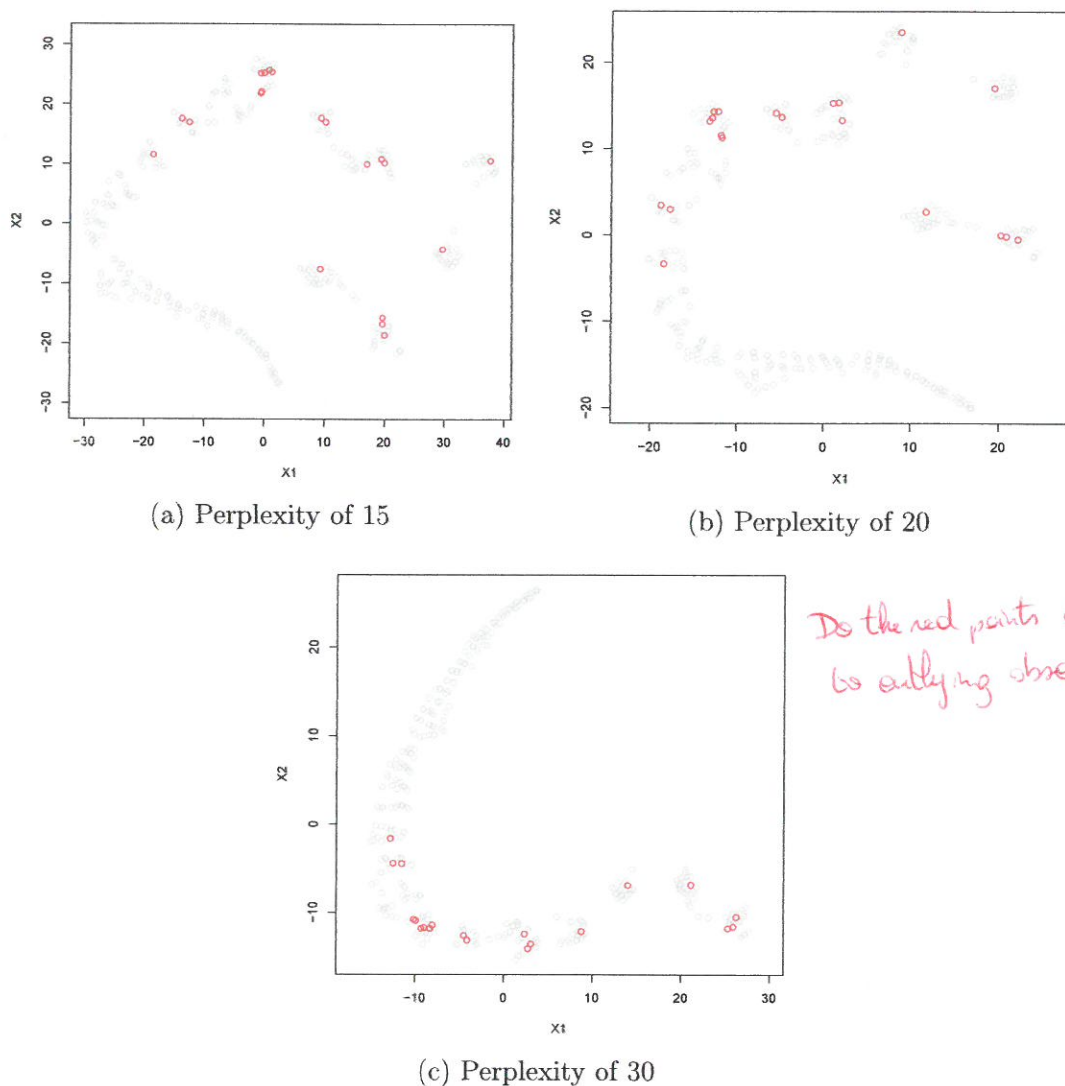 30
20
10
0
−10
−20
−30
X2
−30 −20 −10 0 10 20 30 40
X1
(a) Perplexity of 15
20
10
0
−10
−20
X2
−20 −10 0 10 20
X1
(b) Perplexity of 20
20
10
0
−10
X2
−10 0 10 20 30
X1
(c) Perplexity of 30
Do the red points
to outlying